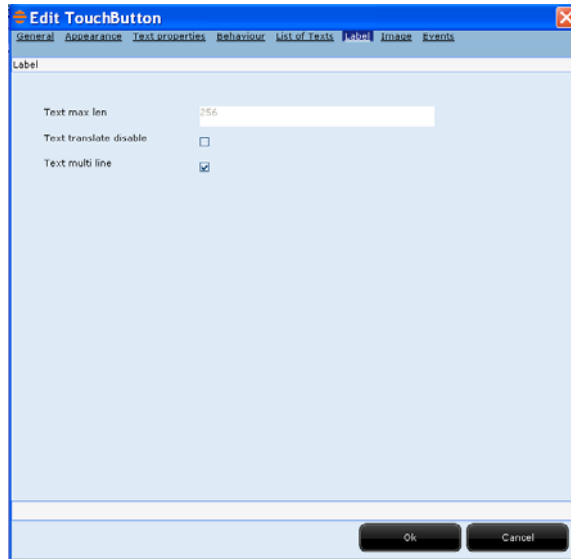 Edit TouchButton
General Appearance Text properties Behaviour List of Texts Label Image Events
Label
Text max len 256
Text translate disable
Text multi line
Ok Cancel